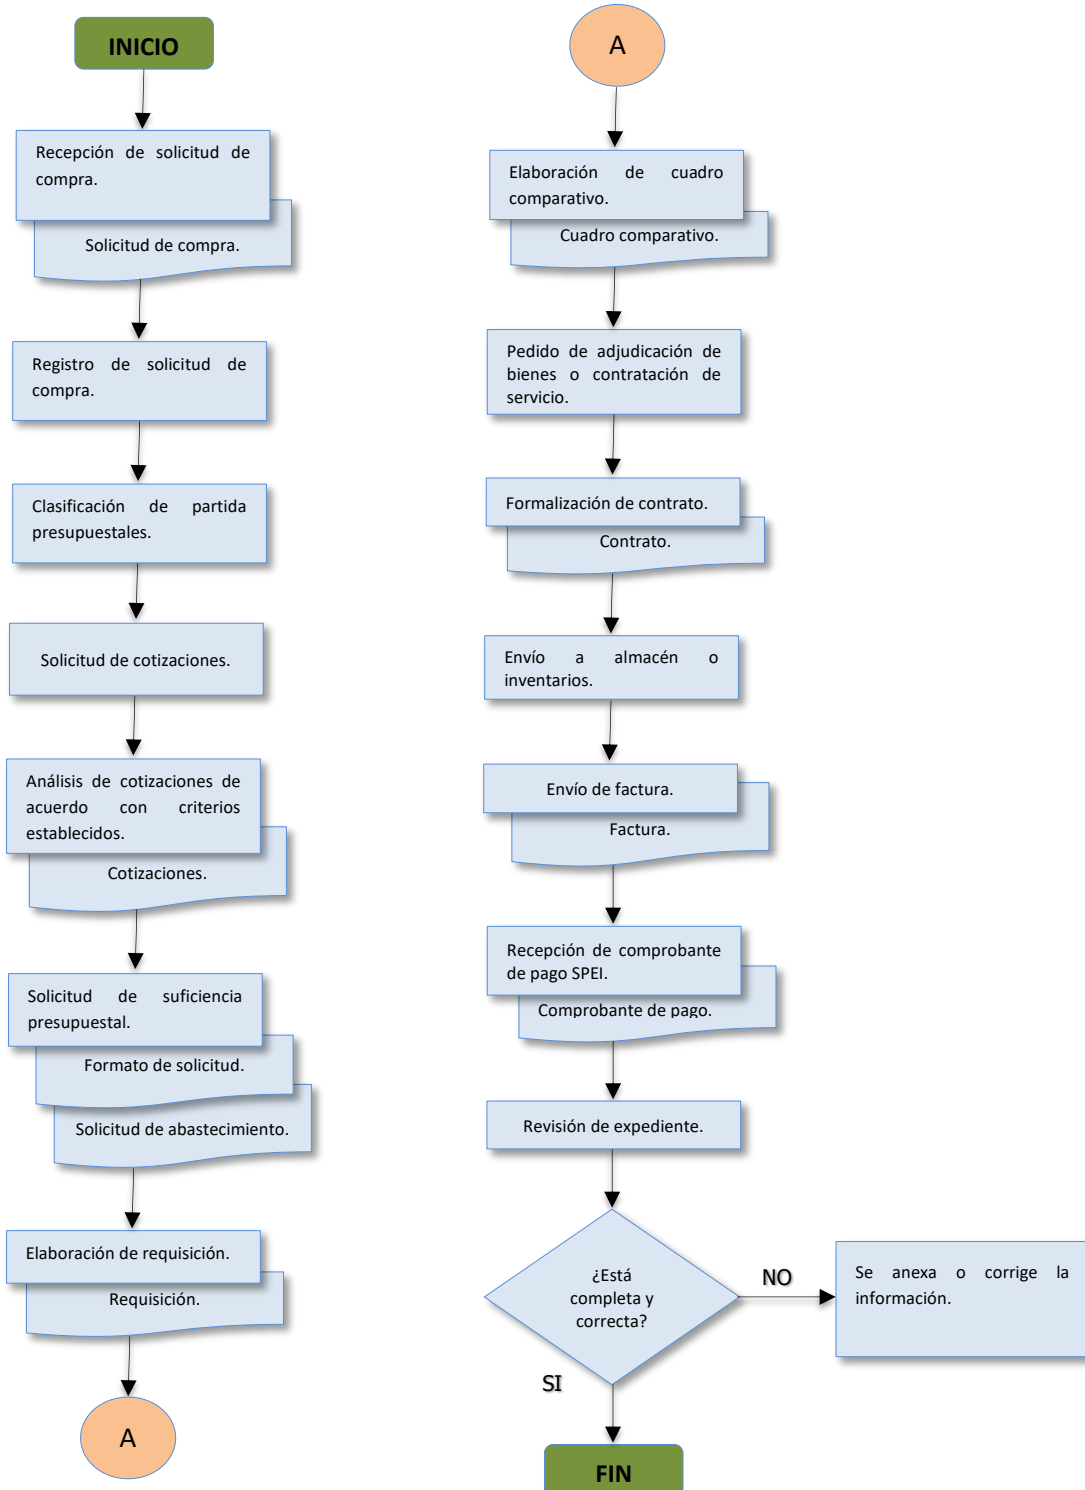 INICIO
Recepción de solicitud de
compra.
Solicitud de compra.
Registro de solicitud de
compra.
Clasificación de partida
presupuestales.
Solicitud de cotizaciones.
Análisis de cotizaciones de
acuerdo con criterios
establecidos.
Cotizaciones.
Solicitud de suficiencia
presupuestal.
Formato de solicitud.
Solicitud de abastecimiento.
Elaboración de requisición.
Requisición.
A
A
Elaboración de cuadro
comparativo.
Cuadro comparativo.
Pedido de adjudicación de
bienes o contratación de
servicio.
Formalización de contrato.
Contrato.
Envío a almacén o
inventarios.
Envío de factura.
Factura.
Recepción de comprobante
de pago SPEI.
Comprobante de pago.
Revisión de expediente.
¿Está
completa y
correcta?
NO
Se anexa o corrige la
información.
SI
FIN